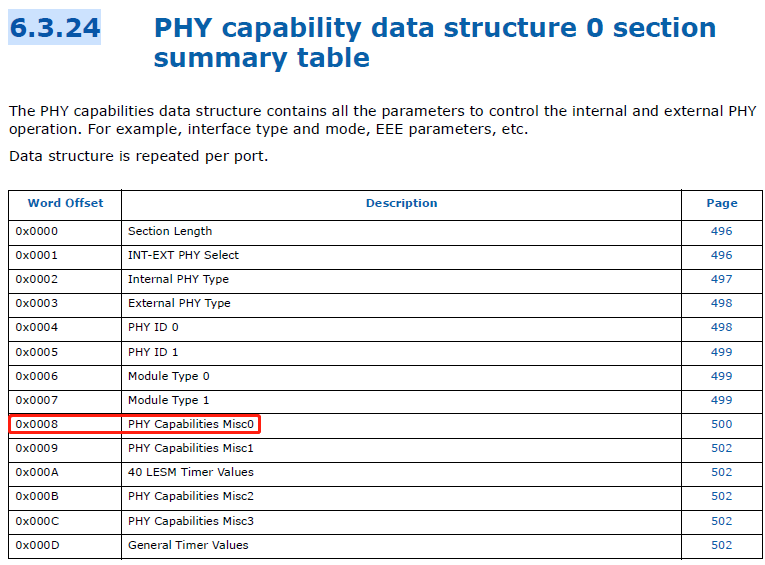 6.3.24 PHY capability data structure 0 section
summary table
The PHY capabilities data structure contains all the parameters to control the internal and external PHY
operation. For example, interface type and mode, EEE parameters, etc.
Data structure is repeated per port.
Word Offset Description Page
0x0000 Section Length 496
0x0001 INT-EXT PHY Select 496
0x0002 Internal PHY Type 497
0x0003 External PHY Type 498
0x0004 PHY ID 0 498
0x0005 PHY ID 1 499
0x0006 Module Type 0 499
0x0007 Module Type 1 499
0x0008 PHY Capabilities Misc0 500
0x0009 PHY Capabilities Misc1 502
0x000A 40 LESM Timer Values 502
0x000B PHY Capabilities Misc2 502
0x000C PHY Capabilities Misc3 502
0x000D General Timer Values 502